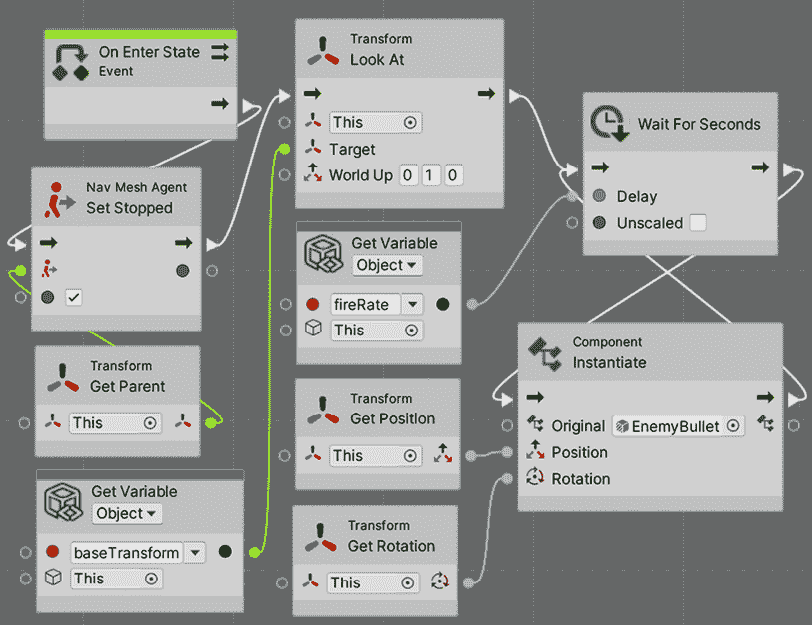 On Enter State
Event
Nav Mesh Agent
Set Stopped
Transform
Get Parent
This
Get Variable
Object
baseTransform
This
Transform
Look At
This
Target
World Up 0 1 0
Get Variable
Object
fireRate
This
Transform
Get Position
This
Transform
Get Rotation
This
Wait For Seconds
Delay
Unscaled
Component
Instantiate
Original EnemyBullet
Position
Rotation